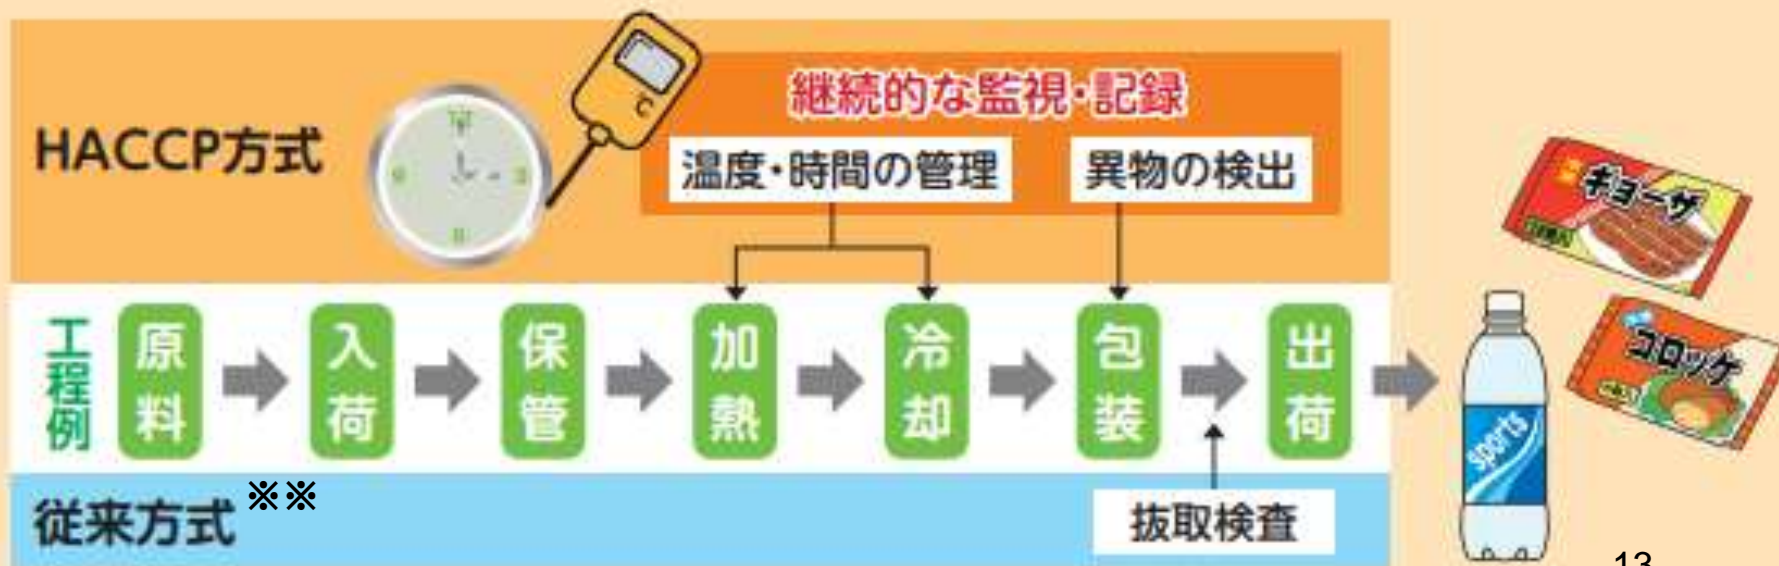 継続的な監視・記録
HACCP方式
温度・時間の管理
異物の検出
工程例
原料
入荷
保管
加熱
冷却
包装
出荷
従来方式※※
抜取検査
ギョーザ
コロッケ
sports
13